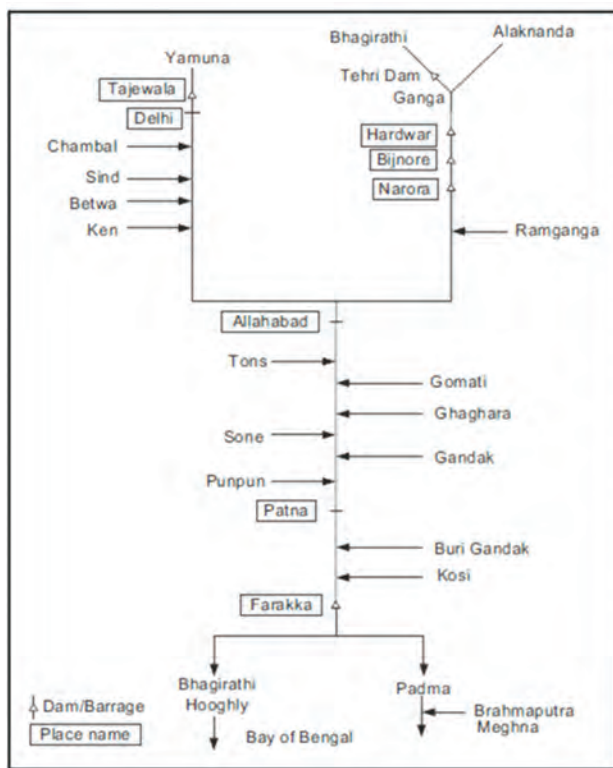 Bhagirathi
Alaknanda
Yamuna
Tehri Dam
Ganga
Tajewala
Delhi
Hardwar
Chambal
Bijnore
Sind
Narora
Betwa
Ken
Ramganga
Allahabad
Tons
Gomati
Ghaghara
Sone
Gandak
Punpun
Patna
Buri Gandak
Kosi
Farakka
Bhagirathi
Hooghly
Padma
Dam/Barrage
Brahmaputra
Meghna
Place name
Bay of Bengal